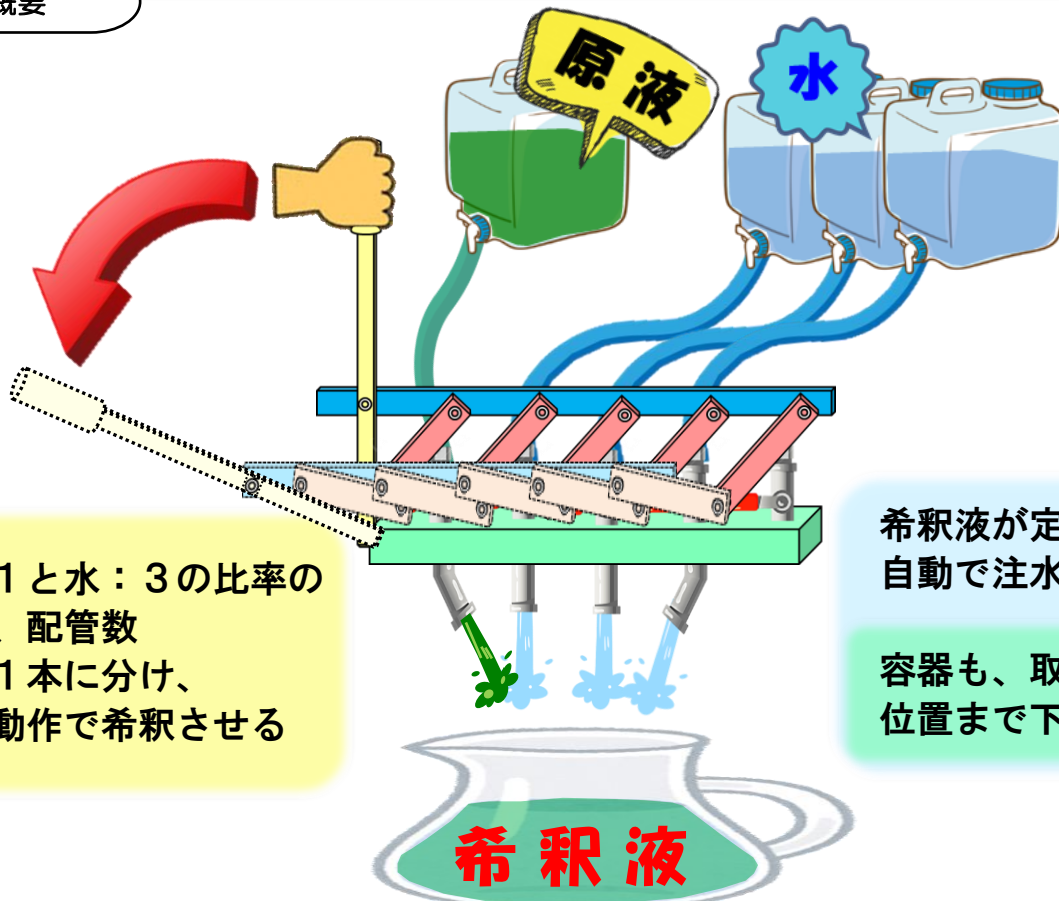 概要
原液
水
1と水：3の比率の
、配管数
1本に分け、
動作で希釈させる
希釈液が定
自動で注水
容器も、取
位置まで下
希釈液